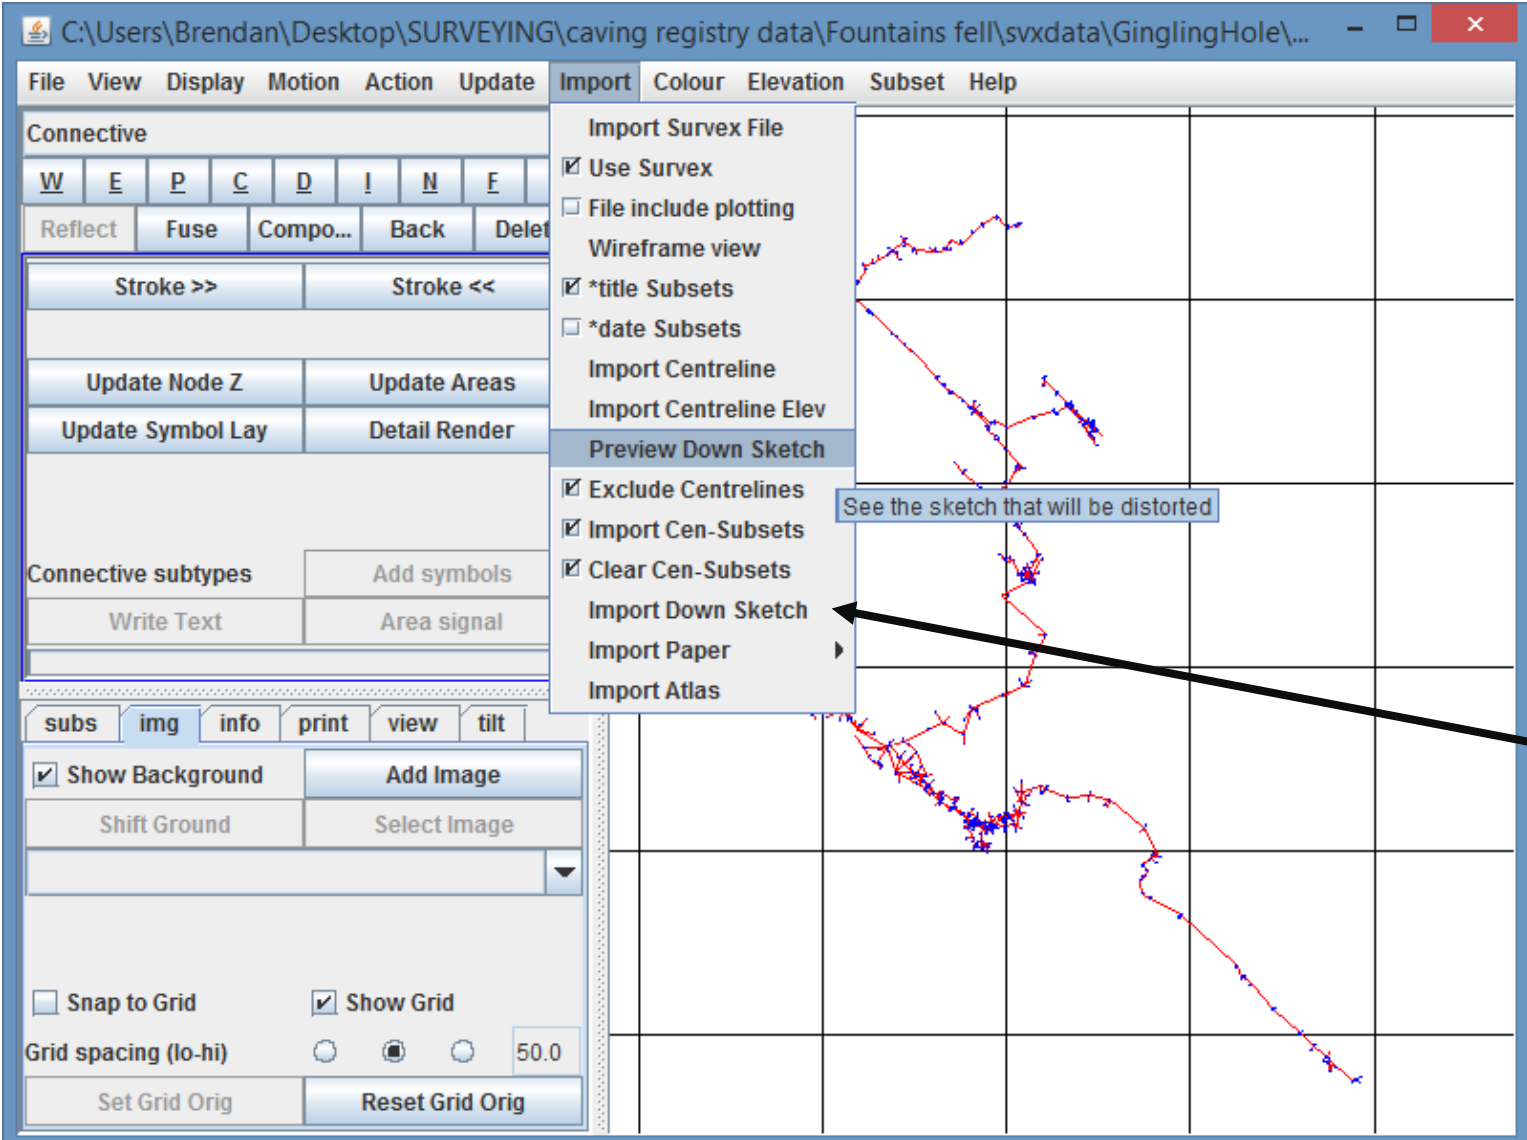 C:\Users\Brendan\Desktop\SURVEYING\caving registry data\Fountains fell\svxdata\GinglingHole\...
File View Display Motion Action Update Import Colour Elevation Subset Help
Connective
W E P C D I N F
Reflect Fuse Compo... Back Delet
Stroke >> Stroke <<
Update Node Z Update Areas
Update Symbol Lay Detail Render
Connective subtypes Add symbols
Write Text Area signal
Import Survex File
Use Survex
File include plotting
Wireframe view
*title Subsets
*date Subsets
Import Centreline
Import Centreline Elev
Preview Down Sketch
Exclude Centrelines
See the sketch that will be distorted
Import Cen-Subsets
Clear Cen-Subsets
Import Down Sketch
Import Paper
Import Atlas
subs img info print view tilt
Show Background Add Image
Shift Ground Select Image
Snap to Grid Show Grid
Grid spacing (lo-hi) 50.0
Set Grid Orig Reset Grid Orig